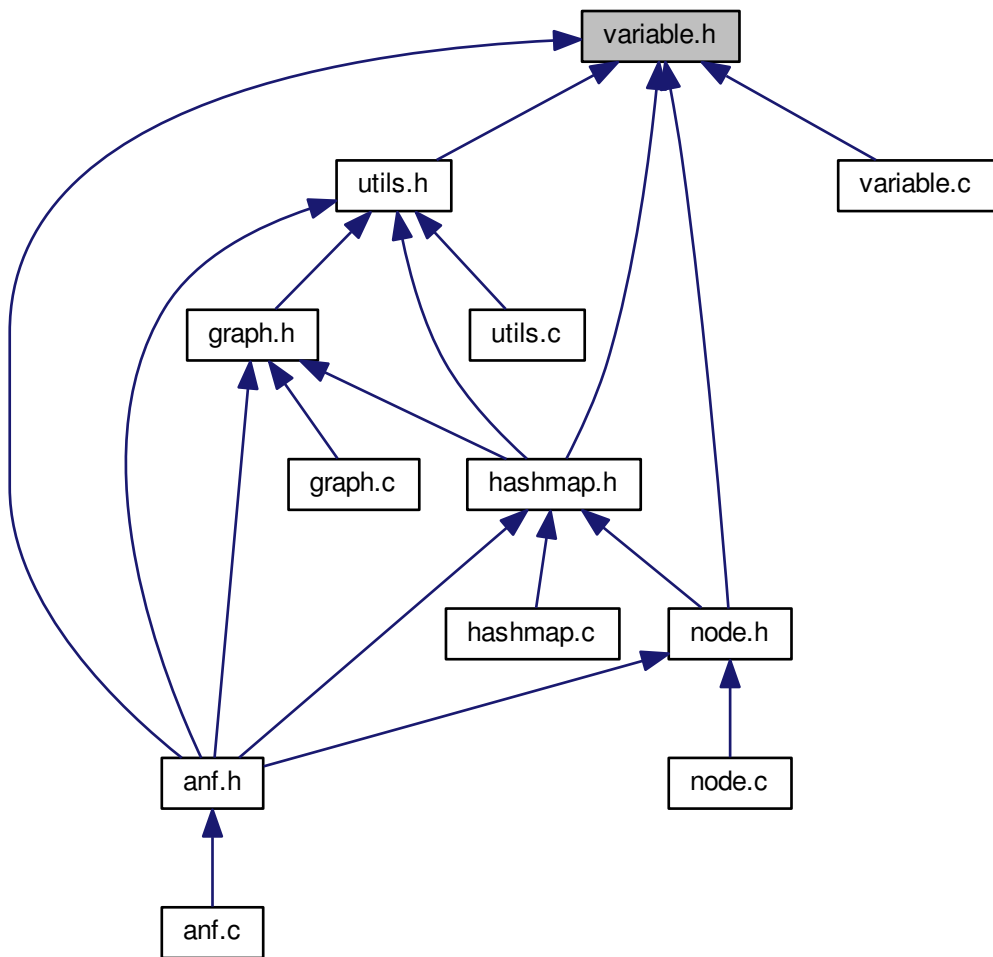 variable.h
utils.h
variable.c
graph.h
utils.c
graph.c
hashmap.h
hashmap.c
node.h
anf.h
node.c
anf.c